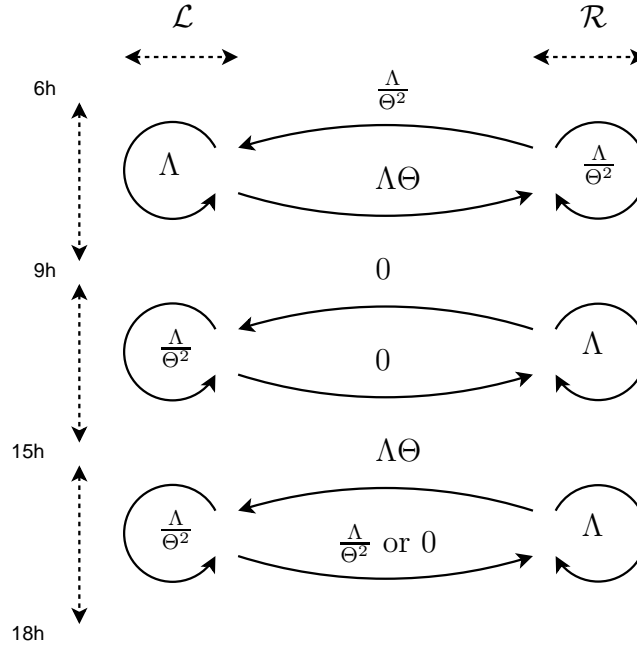 ℒ ℛ
6h
Λ/Θ²
Λ ΛΘ Λ/Θ²
9h
0
Λ/Θ² 0 Λ
15h
ΛΘ
Λ/Θ² Λ/Θ² or 0 Λ
18h